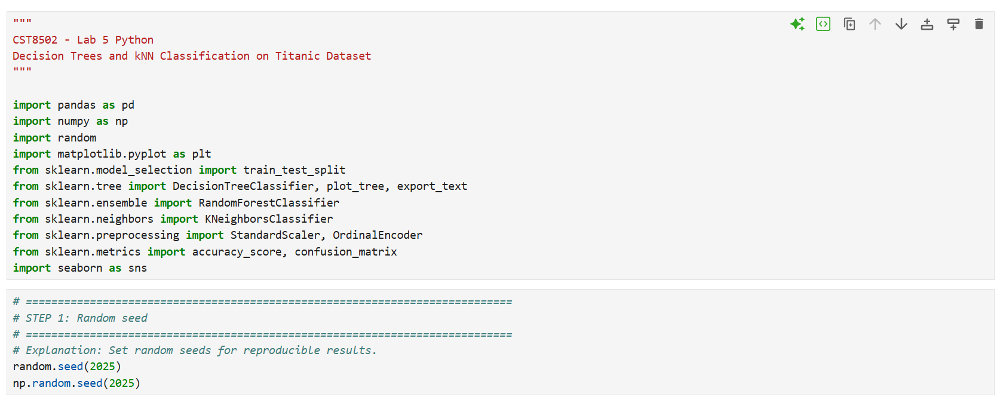 """
CST8502 - Lab 5 Python
Decision Trees and kNN Classification on Titanic Dataset
"""
import pandas as pd
import numpy as np
import random
import matplotlib.pyplot as plt
from sklearn.model_selection import train_test_split
from sklearn.tree import DecisionTreeClassifier, plot_tree, export_text
from sklearn.ensemble import RandomForestClassifier
from sklearn.neighbors import KNeighborsClassifier
from sklearn.preprocessing import StandardScaler, OrdinalEncoder
from sklearn.metrics import accuracy_score, confusion_matrix
import seaborn as sns
# ============================================================================
# STEP 1: Random seed
# ============================================================================
# Explanation: Set random seeds for reproducible results.
random.seed(2025)
np.random.seed(2025)